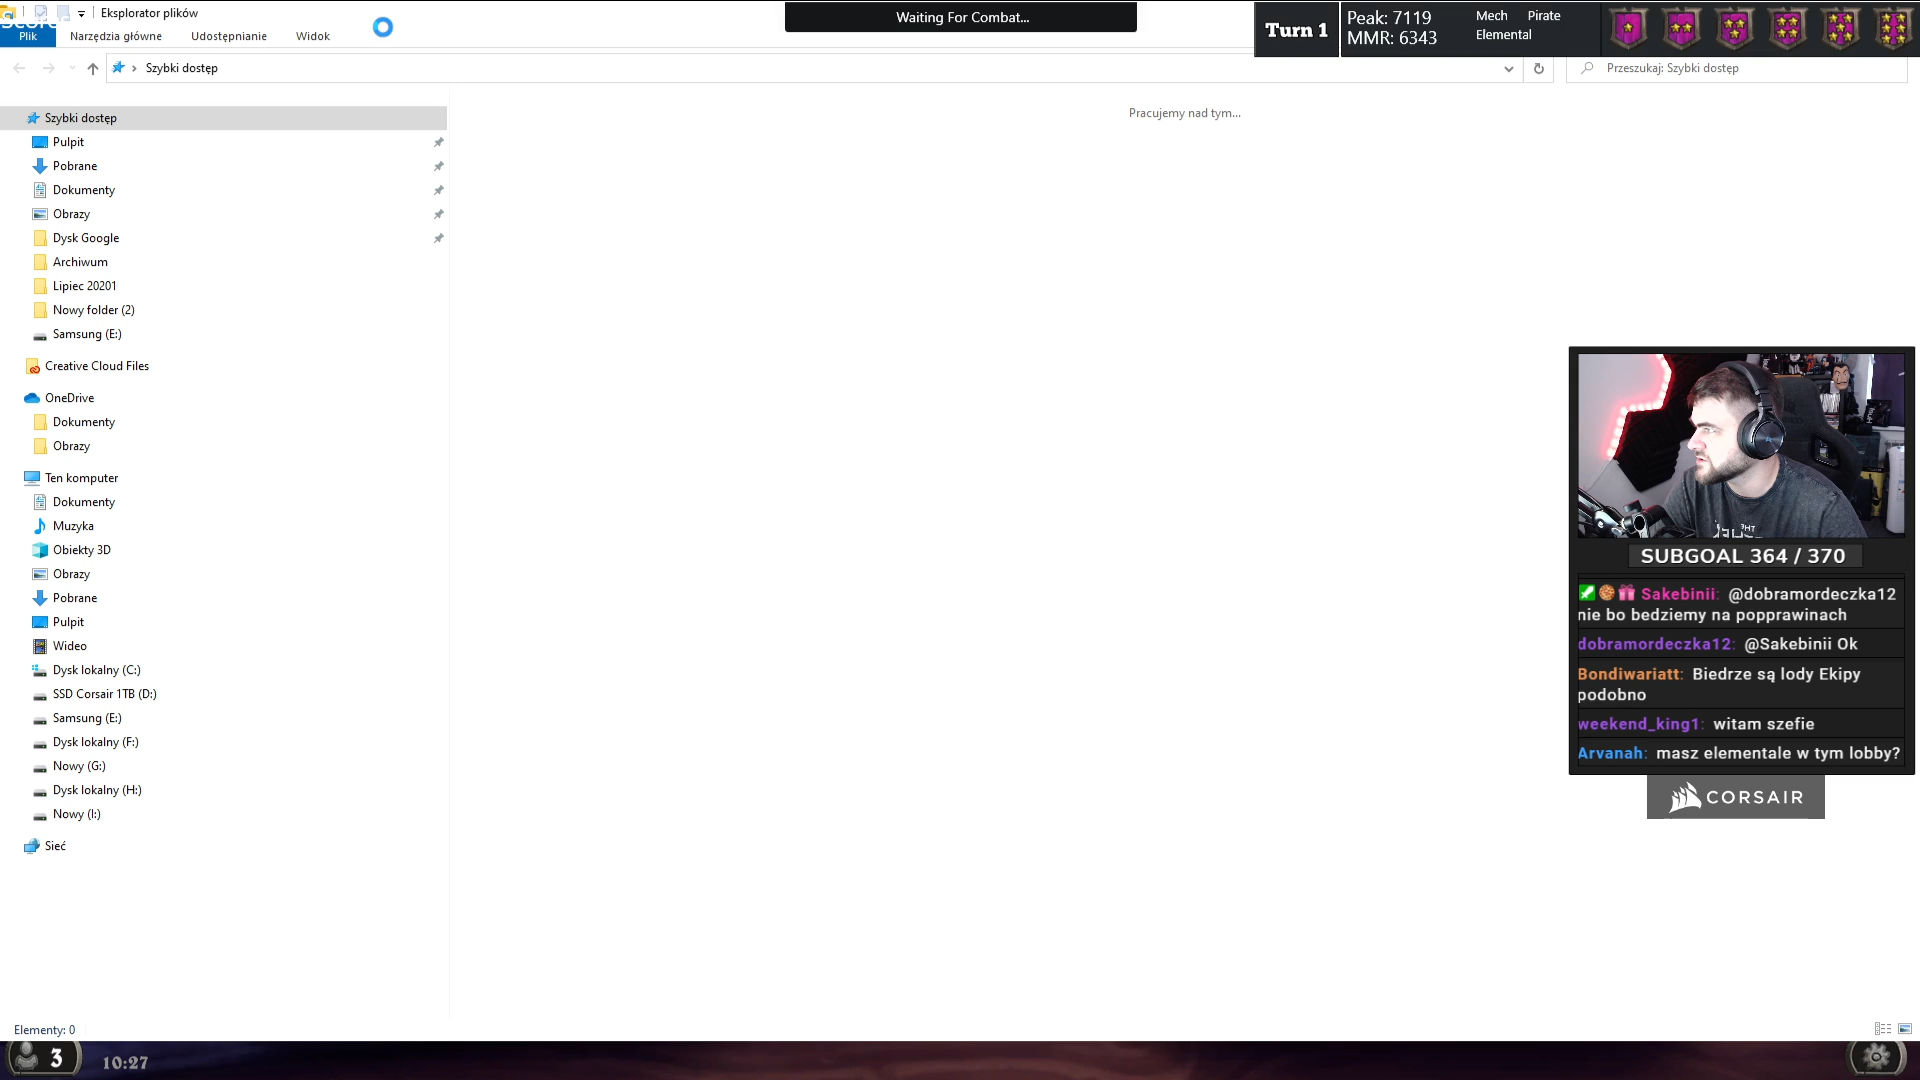 Eksplorator plików
Plik
Narzędzia główne
Udostępnianie
Widok
Waiting For Combat...
Turn 1
Peak: 7119
MMR: 6343
Mech Pirate
Elemental
Szybki dostęp
Przeszukaj: Szybki dostęp
Pracujemy nad tym...
Szybki dostęp
Pulpit
Pobrane
Dokumenty
Obrazy
Dysk Google
Archiwum
Lipiec 20201
Nowy folder (2)
Samsung (E:)
Creative Cloud Files
OneDrive
Dokumenty
Obrazy
Ten komputer
Dokumenty
Muzyka
Obiekty 3D
Obrazy
Pobrane
Pulpit
Wideo
Dysk lokalny (C:)
SSD Corsair 1TB (D:)
Samsung (E:)
Dysk lokalny (F:)
Nowy (G:)
Dysk lokalny (H:)
Nowy (I:)
Sieć
SUBGOAL 364 / 370
Sakebinii: @dobramordeczka12
nie bo bedziemy na popprawinach
dobramordeczka12: @Sakebinii Ok
Bondiwariatt: Biedrze są lody Ekipy
podobno
weekend_king1: witam szefie
Arvanah: masz elementale w tym lobby?
CORSAIR
Elementy: 0
3
10:27